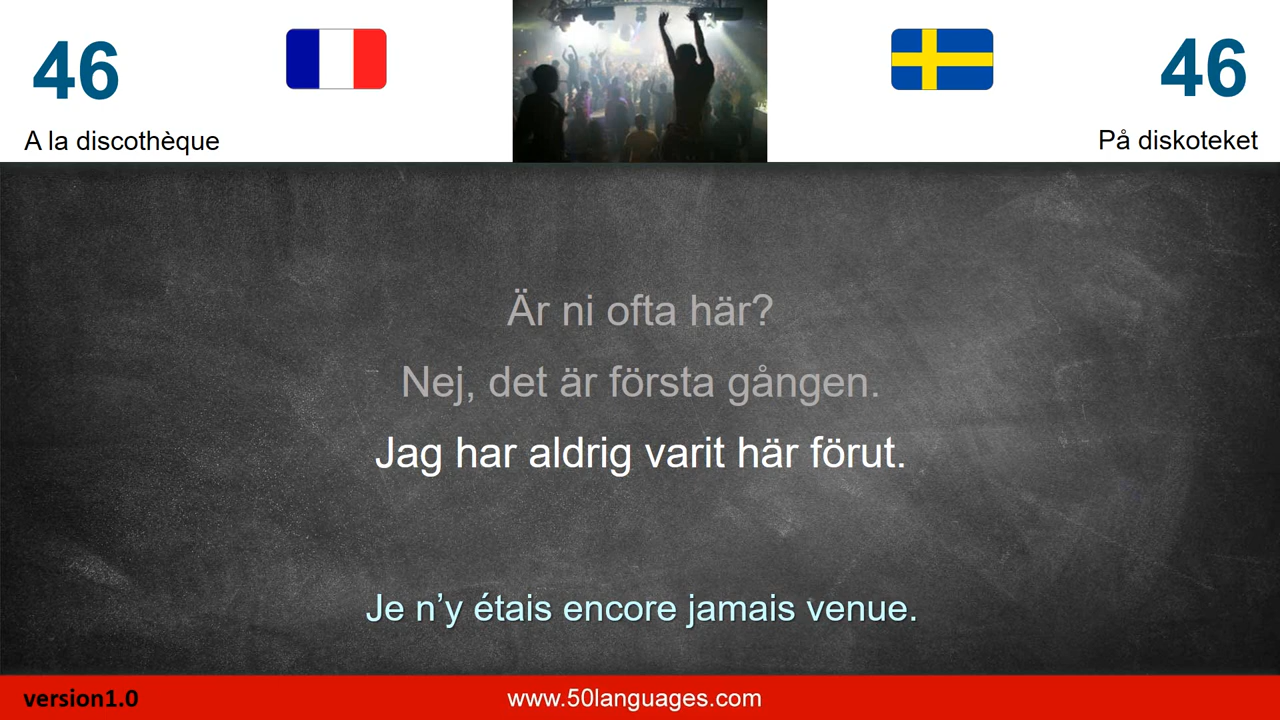 46
A la discothèque
46
På diskoteket
Är ni ofta här?
Nej, det är första gången.
Jag har aldrig varit här förut.
Je n’y étais encore jamais venue.
version1.0
www.50languages.com